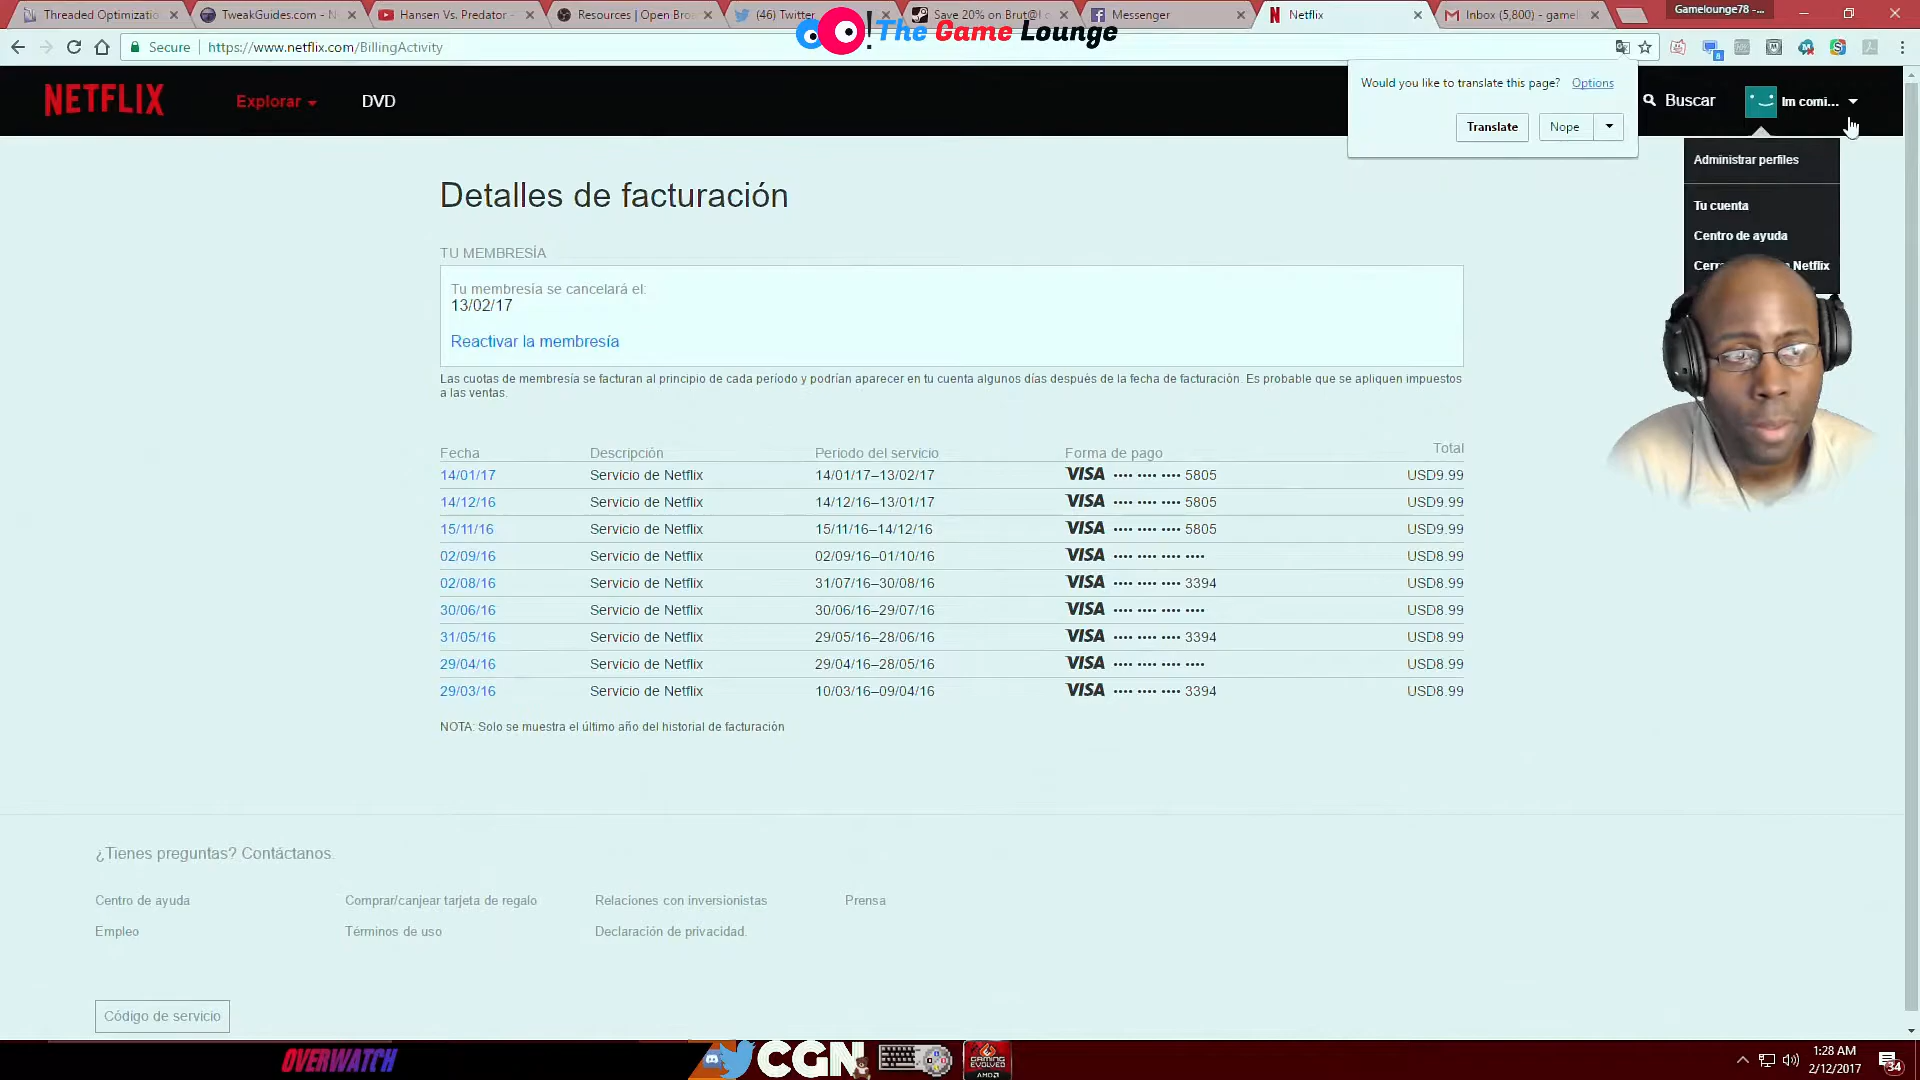 Threaded Optimizatio
TweakGuides.com - N
Hansen Vs. Predator -
Resources | Open Bro
(46) Twitter
Save 20% on Brut@l o
Messenger
Netflix
Inbox (5,800) - gamel
Gamelounge78 -...
Secure
https://www.netflix.com/BillingActivity
! The Game Lounge
Would you like to translate this page? Options
Translate
Nope
NETFLIX
Explorar
DVD
Buscar
Im comi...
Administrar perfiles
Tu cuenta
Centro de ayuda
Netflix
Detalles de facturación
TU MEMBRESÍA
Tu membresía se cancelará el:
13/02/17
Reactivar la membresía
Las cuotas de membresía se facturan al principio de cada período y podrían aparecer en tu cuenta algunos días después de la fecha de facturación. Es probable que se apliquen impuestos
a las ventas.
Fecha Descripción Periodo del servicio Forma de pago Total
14/01/17 Servicio de Netflix 14/01/17–13/02/17 VISA •••• •••• •••• 5805 USD9.99
14/12/16 Servicio de Netflix 14/12/16–13/01/17 VISA •••• •••• •••• 5805 USD9.99
15/11/16 Servicio de Netflix 15/11/16–14/12/16 VISA •••• •••• •••• 5805 USD9.99
02/09/16 Servicio de Netflix 02/09/16–01/10/16 VISA •••• •••• •••• •••• USD8.99
02/08/16 Servicio de Netflix 31/07/16–30/08/16 VISA •••• •••• •••• 3394 USD8.99
30/06/16 Servicio de Netflix 30/06/16–29/07/16 VISA •••• •••• •••• •••• USD8.99
31/05/16 Servicio de Netflix 29/05/16–28/06/16 VISA •••• •••• •••• 3394 USD8.99
29/04/16 Servicio de Netflix 29/04/16–28/05/16 VISA •••• •••• •••• •••• USD8.99
29/03/16 Servicio de Netflix 10/03/16–09/04/16 VISA •••• •••• •••• 3394 USD8.99
NOTA: Solo se muestra el último año del historial de facturación
¿Tienes preguntas? Contáctanos.
Centro de ayuda
Comprar/canjear tarjeta de regalo
Relaciones con inversionistas
Prensa
Empleo
Términos de uso
Declaración de privacidad.
Código de servicio
OVERWATCH
CGN
GAMING
EVOLVED
AMD
1:28 AM
2/12/2017
34